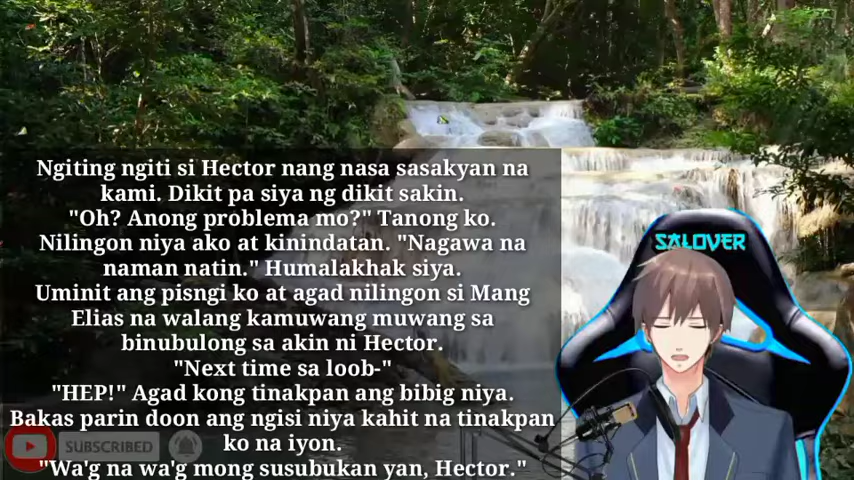 Ngiting ngiti si Hector nang nasa sasakyan na
kami. Dikit pa siya ng dikit sakin.
"Oh? Anong problema mo?" Tanong ko.
Nilingon niya ako at kinindatan. "Nagawa na
naman natin." Humalakhak siya.
Uminit ang pisngi ko at agad nilingon si Mang
Elias na walang kamuwang muwang sa
binubulong sa akin ni Hector.
"Next time sa loob-"
"HEP!" Agad kong tinakpan ang bibig niya.
Bakas parin doon ang ngisi niya kahit na tinakpan
ko na iyon.
"Wa'g na wa'g mong susubukan yan, Hector."
SUBSCRIBED
SALOVER